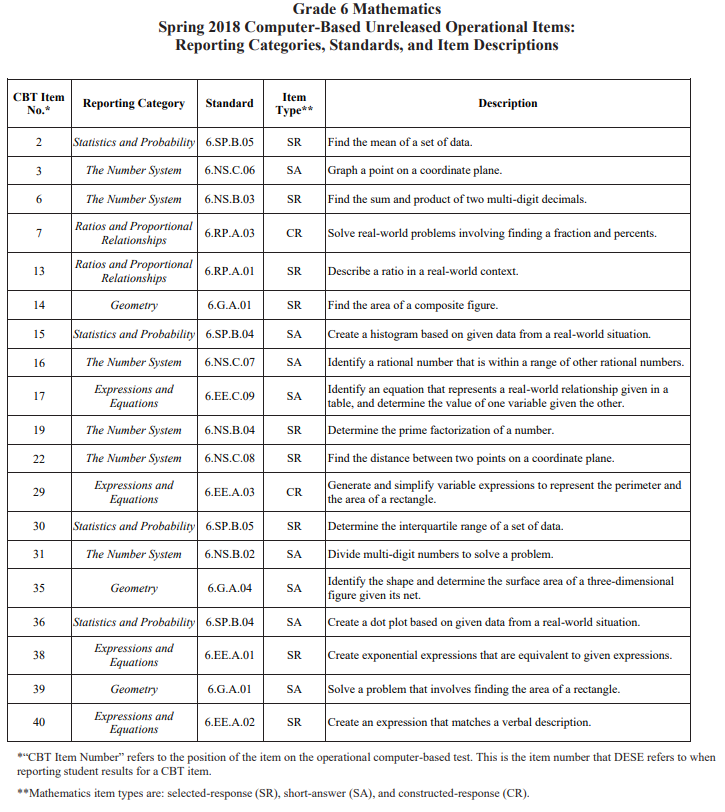 Grade 6 Mathematics
Spring 2018 Computer-Based Unreleased Operational Items:
Reporting Categories, Standards, and Item Descriptions
CBT Item No.* Reporting Category Standard Item Type** Description
2 Statistics and Probability 6.SP.B.05 SR Find the mean of a set of data.
3 The Number System 6.NS.C.06 SA Graph a point on a coordinate plane.
6 The Number System 6.NS.B.03 SR Find the sum and product of two multi-digit decimals.
7 Ratios and Proportional Relationships 6.RP.A.03 CR Solve real-world problems involving finding a fraction and percents.
13 Ratios and Proportional Relationships 6.RP.A.01 SR Describe a ratio in a real-world context.
14 Geometry 6.G.A.01 SR Find the area of a composite figure.
15 Statistics and Probability 6.SP.B.04 SA Create a histogram based on given data from a real-world situation.
16 The Number System 6.NS.C.07 SA Identify a rational number that is within a range of other rational numbers.
17 Expressions and Equations 6.EE.C.09 SA Identify an equation that represents a real-world relationship given in a table, and determine the value of one variable given the other.
19 The Number System 6.NS.B.04 SR Determine the prime factorization of a number.
22 The Number System 6.NS.C.08 SR Find the distance between two points on a coordinate plane.
29 Expressions and Equations 6.EE.A.03 CR Generate and simplify variable expressions to represent the perimeter and the area of a rectangle.
30 Statistics and Probability 6.SP.B.05 SR Determine the interquartile range of a set of data.
31 The Number System 6.NS.B.02 SA Divide multi-digit numbers to solve a problem.
35 Geometry 6.G.A.04 SA Identify the shape and determine the surface area of a three-dimensional figure given its net.
36 Statistics and Probability 6.SP.B.04 SA Create a dot plot based on given data from a real-world situation.
38 Expressions and Equations 6.EE.A.01 SR Create exponential expressions that are equivalent to given expressions.
39 Geometry 6.G.A.01 SA Solve a problem that involves finding the area of a rectangle.
40 Expressions and Equations 6.EE.A.02 SR Create an expression that matches a verbal description.
*“CBT Item Number” refers to the position of the item on the operational computer-based test. This is the item number that DESE refers to when
reporting student results for a CBT item.
**Mathematics item types are: selected-response (SR), short-answer (SA), and constructed-response (CR).